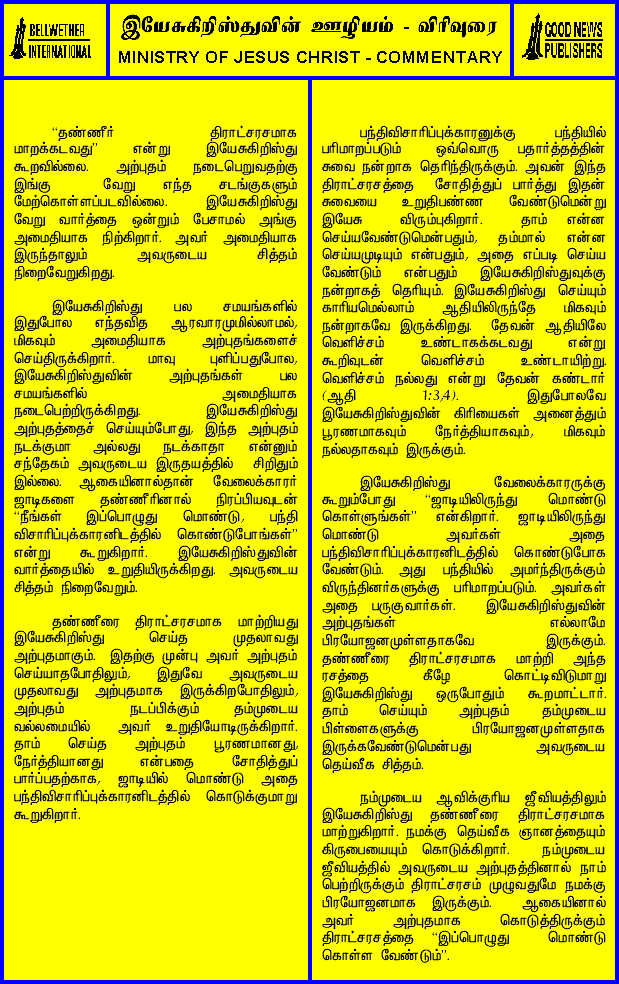 BELLWETHER
INTERNATIONAL
இயேசுகிறிஸ்துவின் ஊழியம் - விரிவுரை
MINISTRY OF JESUS CHRIST - COMMENTARY
GOOD NEWS
PUBLISHERS
“தண்ணீர் திராட்சரசமாக
மாறக்கடவது” என்று இயேசுகிறிஸ்து
கூறவில்லை. அற்புதம் நடைபெறுவதற்கு
இங்கு வேறு எந்த சடங்குகளும்
மேற்கொள்ளப்படவில்லை. இயேசுகிறிஸ்து
வேறு வார்த்தை ஒன்றும் பேசாமல் அங்கு
அமைதியாக நிற்கிறார். அவர் அமைதியாக
இருந்தாலும் அவருடைய சித்தம்
நிறைவேறுகிறது.
இயேசுகிறிஸ்து பல சமயங்களில்
இதுபோல எந்தவித ஆரவாரமுமில்லாமல்,
மிகவும் அமைதியாக அற்புதங்களைச்
செய்திருக்கிறார். மாவு புளிப்பதுபோல,
இயேசுகிறிஸ்துவின் அற்புதங்கள் பல
சமயங்களில் அமைதியாக
நடைபெற்றிருக்கிறது. இயேசுகிறிஸ்து
அற்புதத்தைச் செய்யும்போது, இந்த அற்புதம்
நடக்குமா அல்லது நடக்காதா என்னும்
சந்தேகம் அவருடைய இருதயத்தில் சிறிதும்
இல்லை. ஆகையினால்தான் வேலைக்காரர்
ஜாடிகளை தண்ணீரினால் நிரப்பியவுடன்
“நீங்கள் இப்பொழுது மொண்டு, பந்தி
விசாரிப்புக்காரனிடத்தில் கொண்டுபோங்கள்”
என்று கூறுகிறார். இயேசுகிறிஸ்துவின்
வார்த்தையில் உறுதியிருக்கிறது. அவருடைய
சித்தம் நிறைவேறும்.
தண்ணீரை திராட்சரசமாக மாற்றியது
இயேசுகிறிஸ்து செய்த முதலாவது
அற்புதமாகும். இதற்கு முன்பு அவர் அற்புதம்
செய்யாதபோதிலும், இதுவே அவருடைய
முதலாவது அற்புதமாக இருக்கிறபோதிலும்,
அற்புதம் நடப்பிக்கும் தம்முடைய
வல்லமையில் அவர் உறுதியோடிருக்கிறார்.
தாம் செய்த அற்புதம் பூரணமானது,
நேர்த்தியானது என்பதை சோதித்துப்
பார்ப்பதற்காக, ஜாடியில் மொண்டு அதை
பந்திவிசாரிப்புக்காரனிடத்தில் கொடுக்குமாறு
கூறுகிறார்.
பந்திவிசாரிப்புக்காரனுக்கு பந்தியில்
பரிமாறப்படும் ஒவ்வொரு பதார்த்தத்தின்
சுவை நன்றாக தெரிந்திருக்கும். அவன் இந்த
திராட்சரசத்தை சோதித்துப் பார்த்து இதன்
சுவையை உறுதிபண்ண வேண்டுமென்று
இயேசு விரும்புகிறார். தாம் என்ன
செய்யவேண்டுமென்பதும், தம்மால் என்ன
செய்யமுடியும் என்பதும், அதை எப்படி செய்ய
வேண்டும் என்பதும் இயேசுகிறிஸ்துவுக்கு
நன்றாகத் தெரியும். இயேசுகிறிஸ்து செய்யும்
காரியமெல்லாம் ஆதியிலிருந்தே மிகவும்
நன்றாகவே இருக்கிறது. தேவன் ஆதியிலே
வெளிச்சம் உண்டாகக்கடவது என்று
கூறிவுடன் வெளிச்சம் உண்டாயிற்று.
வெளிச்சம் நல்லது என்று தேவன் கண்டார்
(ஆதி 1:3,4). இதுபோலவே
இயேசுகிறிஸ்துவின் கிரியைகள் அனைத்தும்
பூரணமாகவும் நேர்த்தியாகவும், மிகவும்
நல்லதாகவும் இருக்கும்.
இயேசுகிறிஸ்து வேலைக்காரருக்கு
கூறும்போது “ஜாடியிலிருந்து மொண்டு
கொள்ளுங்கள்” என்கிறார். ஜாடியிலிருந்து
மொண்டு அவர்கள் அதை
பந்திவிசாரிப்புக்காரனிடத்தில் கொண்டுபோக
வேண்டும். அது பந்தியில் அமர்ந்திருக்கும்
விருந்தினர்களுக்கு பரிமாறப்படும். அவர்கள்
அதை பருகுவார்கள். இயேசுகிறிஸ்துவின்
அற்புதங்கள் எல்லாமே
பிரயோஜனமுள்ளதாகவே இருக்கும்.
தண்ணீரை திராட்சரசமாக மாற்றி அந்த
ரசத்தை கீழே கொட்டிவிடுமாறு
இயேசுகிறிஸ்து ஒருபோதும் கூறமாட்டார்.
தாம் செய்யும் அற்புதம் தம்முடைய
பிள்ளைகளுக்கு பிரயோஜனமுள்ளதாக
இருக்கவேண்டுமென்பது அவருடைய
தெய்வீக சித்தம்.
நம்முடைய ஆவிக்குரிய ஜீவியத்திலும்
இயேசுகிறிஸ்து தண்ணீரை திராட்சரசமாக
மாற்றுகிறார். நமக்கு தெய்வீக ஞானத்தையும்
கிருபையையும் கொடுக்கிறார். நம்முடைய
ஜீவியத்தில் அவருடைய அற்புதத்தினால் நாம்
பெற்றிருக்கும் திராட்சரசம் முழுவதுமே நமக்கு
பிரயோஜனமாக இருக்கும். ஆகையினால்
அவர் அற்புதமாக கொடுத்திருக்கும்
திராட்சரசத்தை “இப்பொழுது மொண்டு
கொள்ள வேண்டும்”.